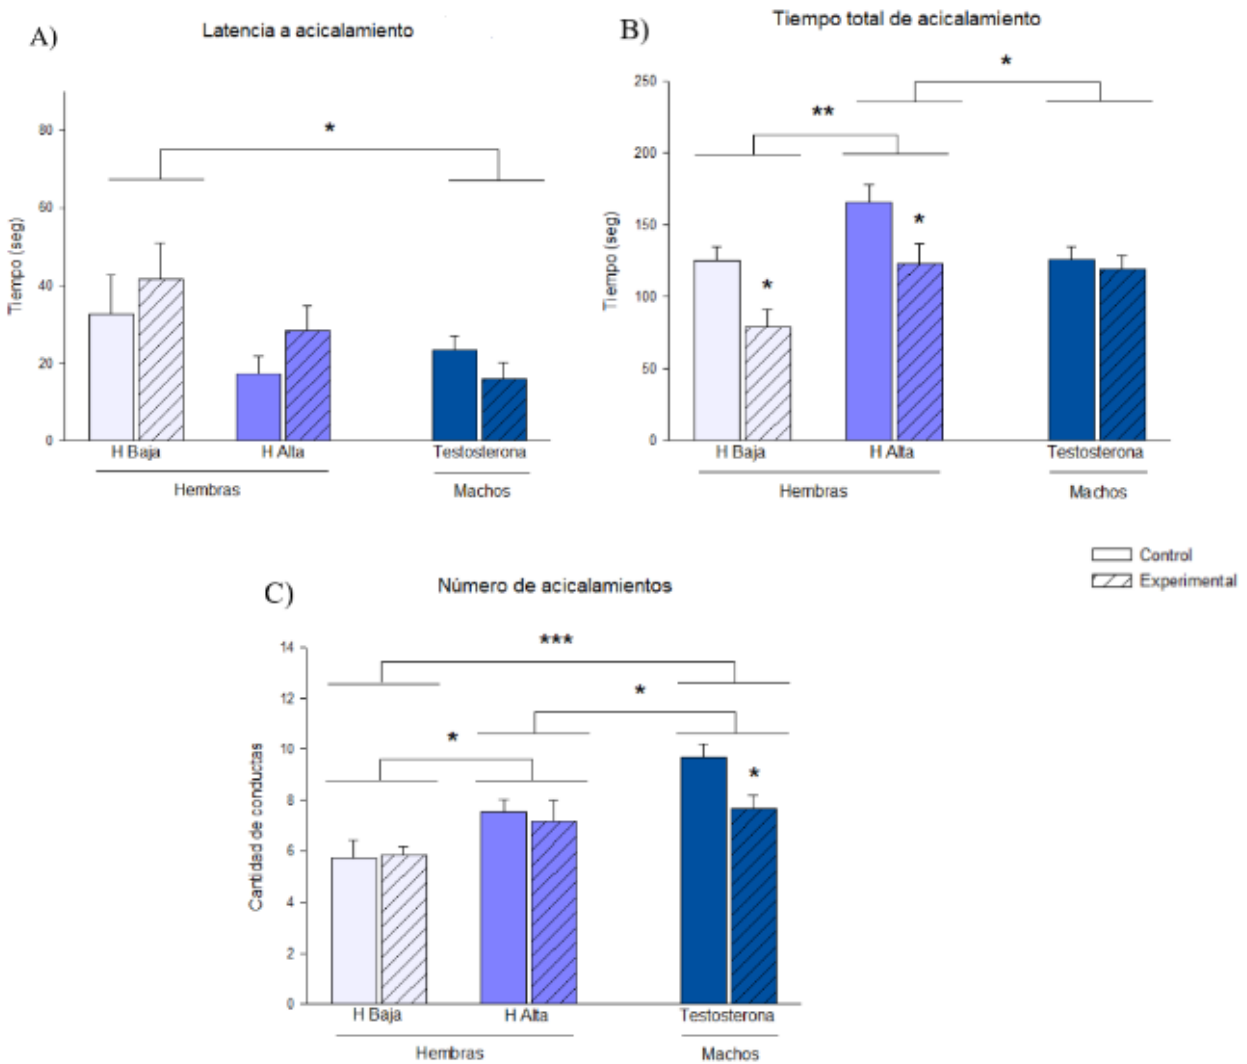 A)
Latencia a acicalamiento
Tiempo (seg)
80
60
40
20
0
*
H Baja
H Alta
Testosterona
Hembras
Machos
B)
Tiempo total de acicalamiento
Tiempo (seg)
250
200
150
100
50
0
*
**
*
*
H Baja
H Alta
Testosterona
Hembras
Machos
Control
Experimental
C)
Número de acicalamientos
Cantidad de conductas
14
12
10
8
6
4
2
0
***
*
*
*
H Baja
H Alta
Testosterona
Hembras
Machos